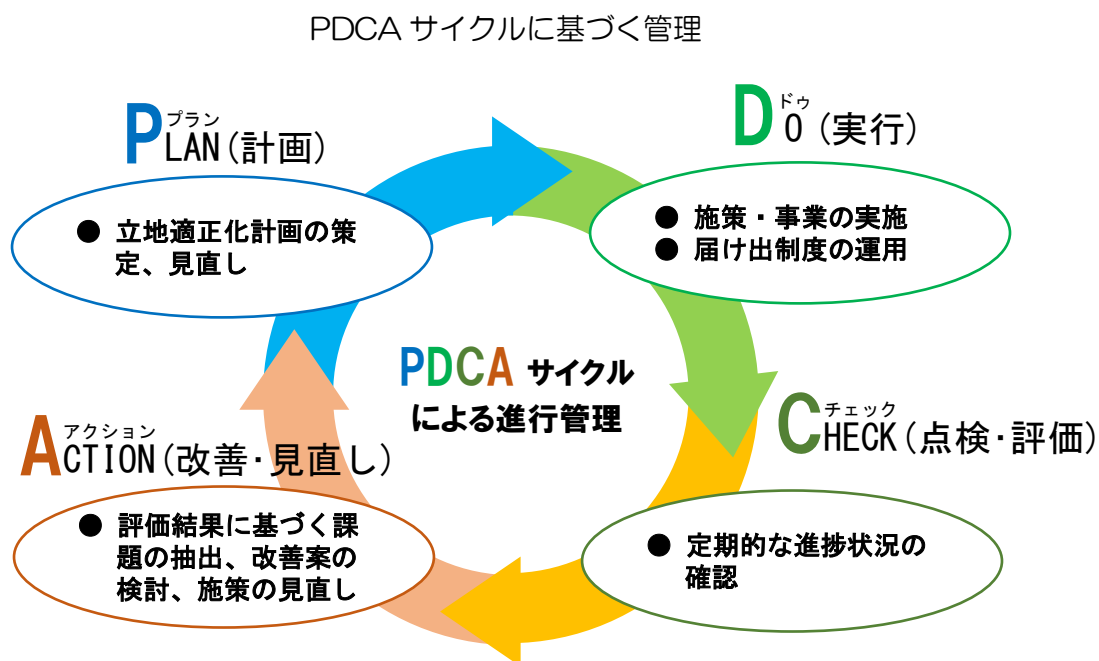 PDCA サイクルに基づく管理
プラン
PLAN(計画)
● 立地適正化計画の策
定、見直し
ドゥ
DO(実行)
● 施策・事業の実施
● 届け出制度の運用
PDCA サイクル
による進行管理
チェック
CHECK(点検・評価)
● 定期的な進捗状況の
確認
アクション
ACTION(改善・見直し)
● 評価結果に基づく課
題の抽出、改善案の
検討、施策の見直し